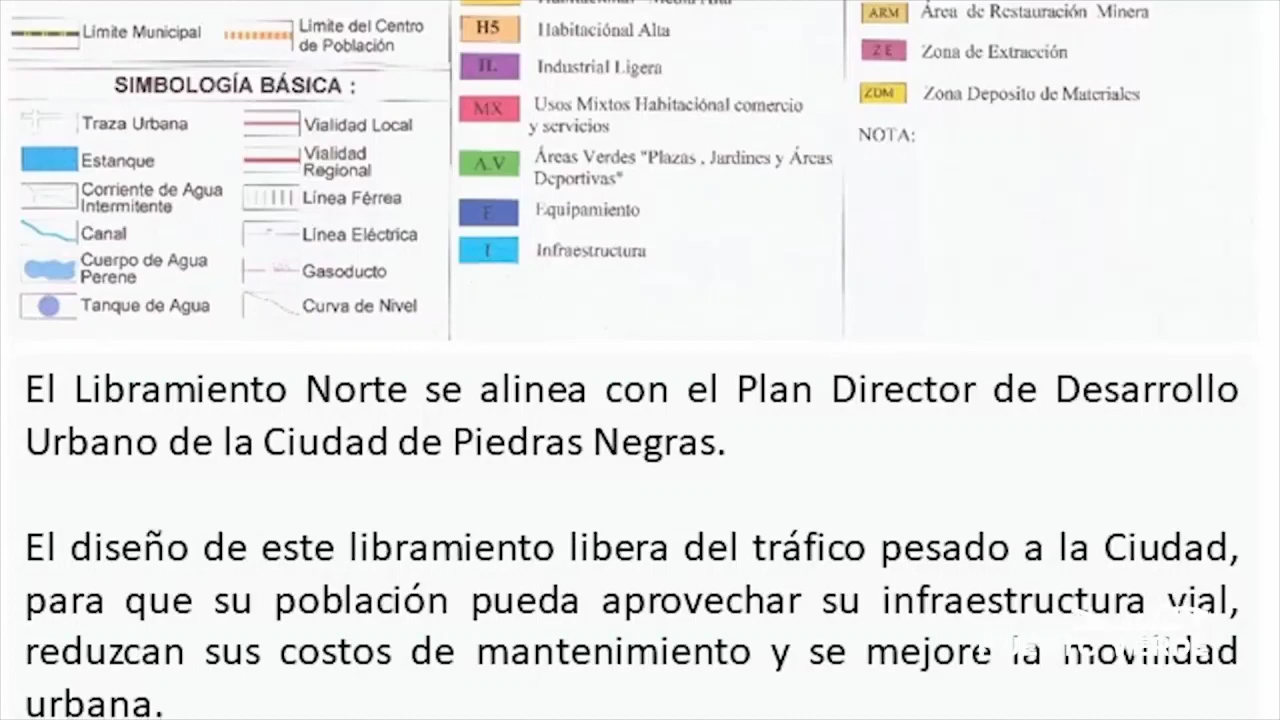 Límite Municipal
Límite del Centro
de Población
SIMBOLOGÍA BÁSICA :
Traza Urbana
Vialidad Local
Estanque
Vialidad
Regional
Corriente de Agua
Intermitente
Línea Férrea
Canal
Línea Eléctrica
Cuerpo de Agua
Perene
Gasoducto
Tanque de Agua
Curva de Nivel
H5 Habitaciónal Alta
IL Industrial Ligera
MX Usos Mixtos Habitaciónal comercio
y servicios
A.V Áreas Verdes "Plazas , Jardines y Áreas
Deportivas"
E Equipamiento
I Infraestructura
ARM Área de Restauración Minera
Z E Zona de Extracción
ZDM Zona Deposito de Materiales
NOTA:
El Libramiento Norte se alinea con el Plan Director de Desarrollo
Urbano de la Ciudad de Piedras Negras.
El diseño de este libramiento libera del tráfico pesado a la Ciudad,
para que su población pueda aprovechar su infraestructura vial,
reduzcan sus costos de mantenimiento y se mejore la movilidad
urbana.